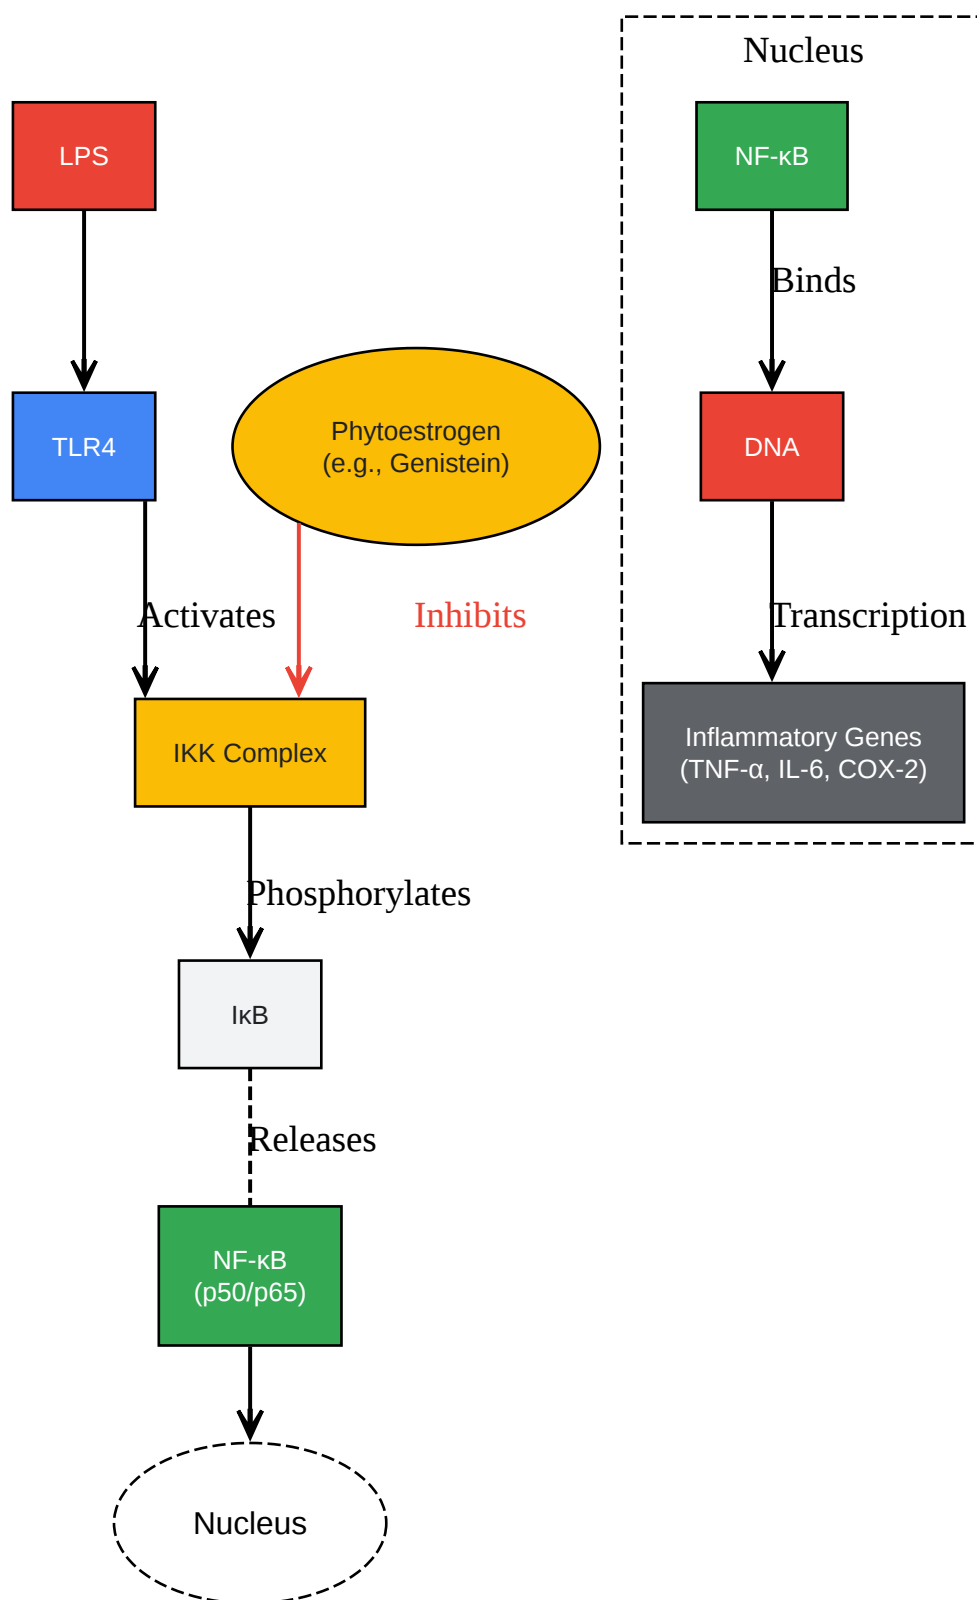 Nucleus
LPS
NF-κB
Binds
TLR4
Phytoestrogen
(e.g., Genistein)
DNA
Activates
Inhibits
Transcription
IKK Complex
Inflammatory Genes
(TNF-α, IL-6, COX-2)
Phosphorylates
IκB
Releases
NF-κB
(p50/p65)
Nucleus